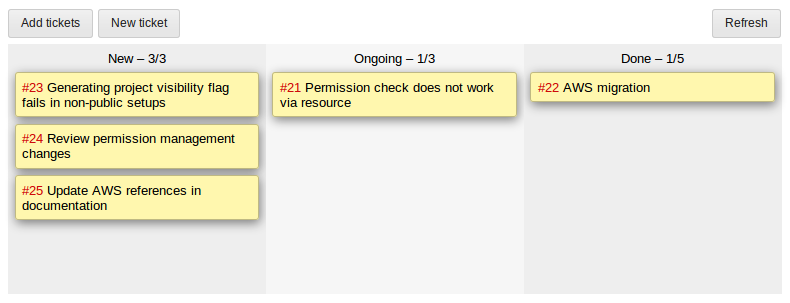 Add tickets New ticket Refresh
New – 3/3 Ongoing – 1/3 Done – 1/5
#23 Generating project visibility flag
fails in non-public setups
#24 Review permission management
changes
#25 Update AWS references in
documentation
#21 Permission check does not work
via resource
#22 AWS migration